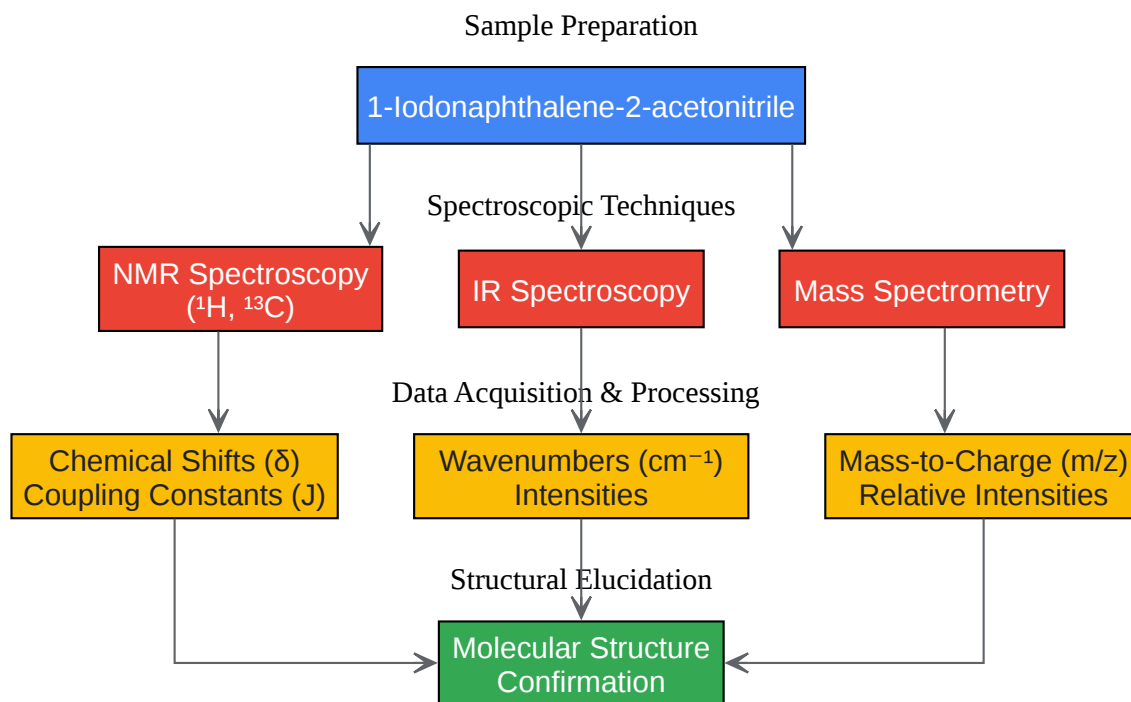 Sample Preparation
1-Iodonaphthalene-2-acetonitrile
Spectroscopic Techniques
NMR Spectroscopy
(¹H, ¹³C)
IR Spectroscopy
Mass Spectrometry
Data Acquisition & Processing
Chemical Shifts (δ)
Coupling Constants (J)
Wavenumbers (cm⁻¹)
Intensities
Mass-to-Charge (m/z)
Relative Intensities
Structural Elucidation
Molecular Structure
Confirmation